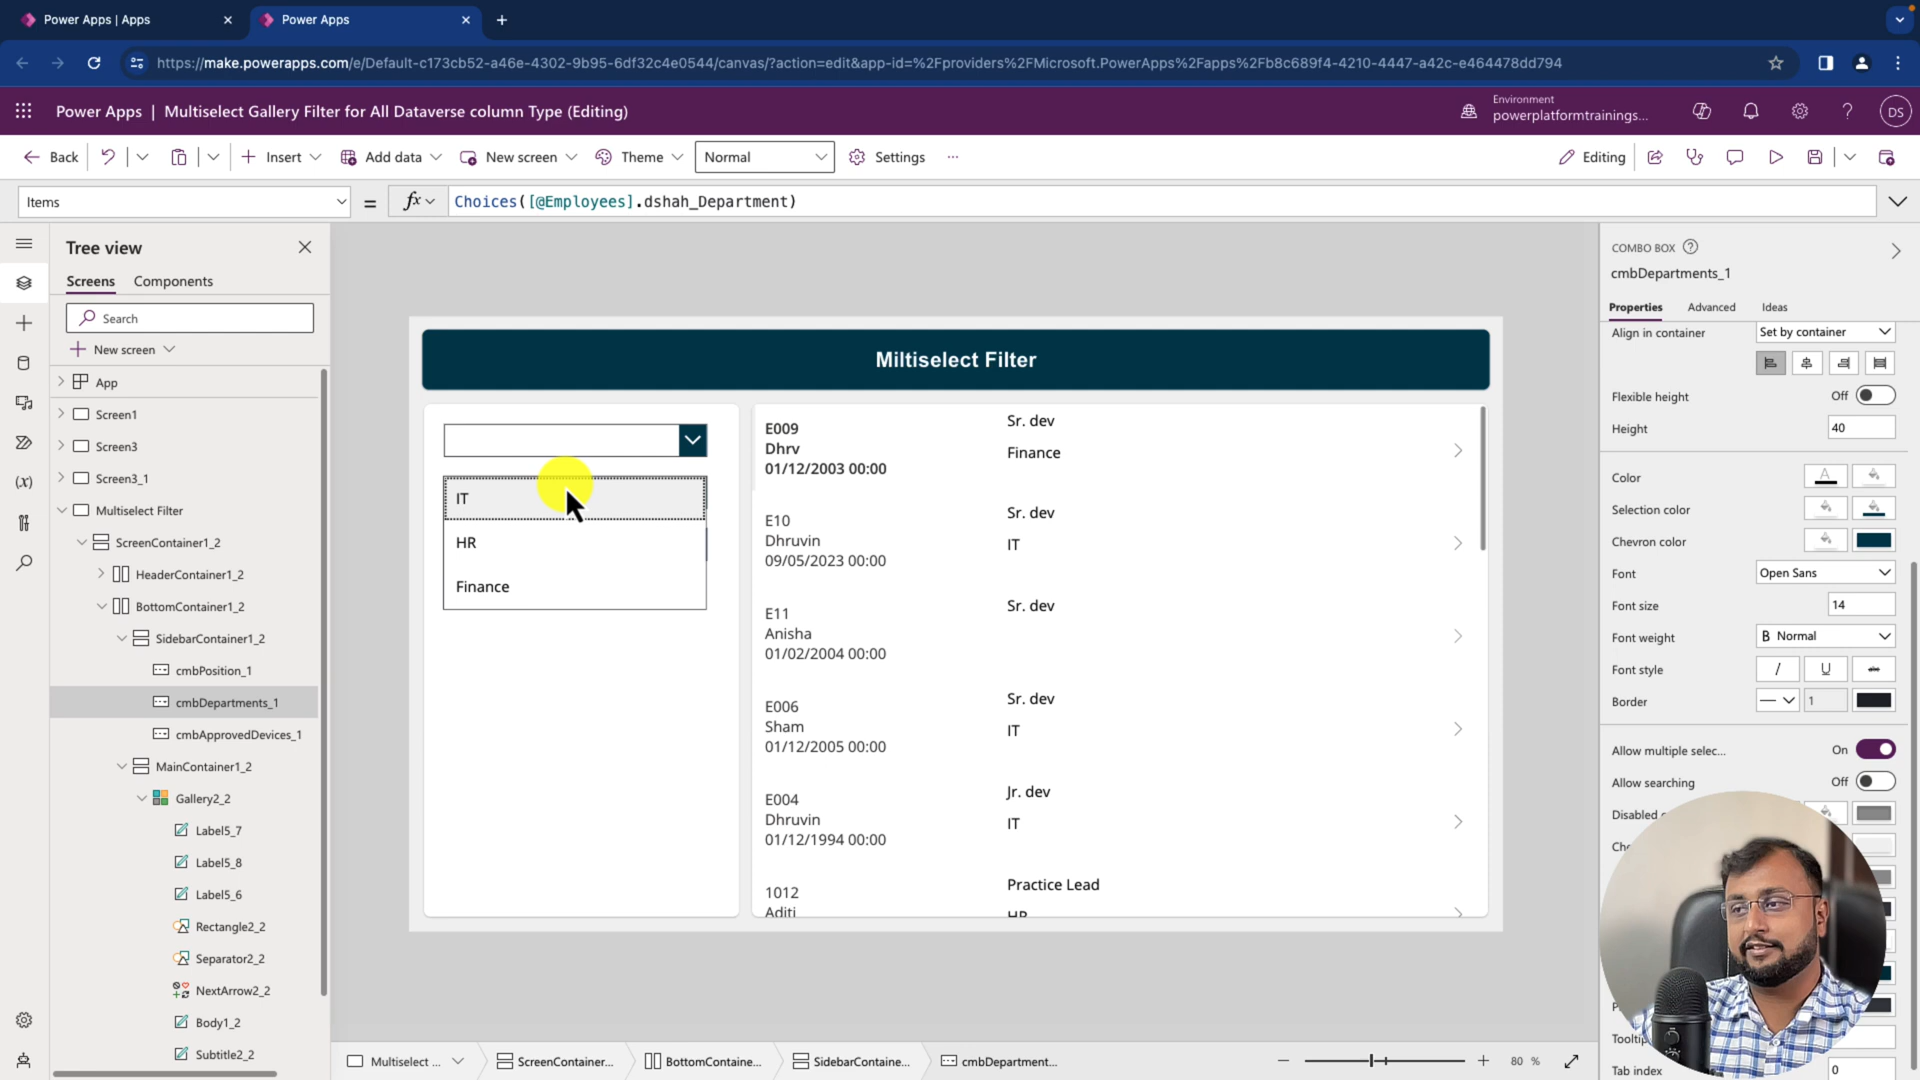 Power Apps | Apps
Power Apps
https://make.powerapps.com/e/Default-c173cb52-a46e-4302-9b95-6df32c4e0544/canvas/?action=edit&app-id=%2Fproviders%2FMicrosoft.PowerApps%2Fapps%2Fb8c689f4-4210-4447-a42c-e464478dd794
Power Apps | Multiselect Gallery Filter for All Dataverse column Type (Editing)
Environment
powerplatformtrainings...
DS
Back
Insert
Add data
New screen
Theme
Normal
Settings
...
Editing
Items
=
fx
Choices([@Employees].dshah_Department)
Tree view
Screens
Components
Search
New screen
App
Screen1
Screen3
Screen3_1
Multiselect Filter
ScreenContainer1_2
HeaderContainer1_2
BottomContainer1_2
SidebarContainer1_2
cmbPosition_1
cmbDepartments_1
cmbApprovedDevices_1
MainContainer1_2
Gallery2_2
Label5_7
Label5_8
Label5_6
Rectangle2_2
Separator2_2
NextArrow2_2
Body1_2
Subtitle2_2
Miltiselect Filter
IT
HR
Finance
E009
Dhrv
01/12/2003 00:00
Sr. dev
Finance
E10
Dhruvin
09/05/2023 00:00
Sr. dev
IT
E11
Anisha
01/02/2004 00:00
Sr. dev
E006
Sham
01/12/2005 00:00
Sr. dev
IT
E004
Dhruvin
01/12/1994 00:00
Jr. dev
IT
1012
Aditi
Practice Lead
HR
COMBO BOX
cmbDepartments_1
Properties
Advanced
Ideas
Align in container
Set by container
Flexible height
Off
Height
40
Color
Selection color
Chevron color
Font
Open Sans
Font size
14
Font weight
B Normal
Font style
/ U abc
Border
1
Allow multiple selec...
On
Allow searching
Off
Disabled
Tab index
0
Multiselect ...
ScreenContainer...
BottomContaine...
SidebarContaine...
cmbDepartment...
80 %